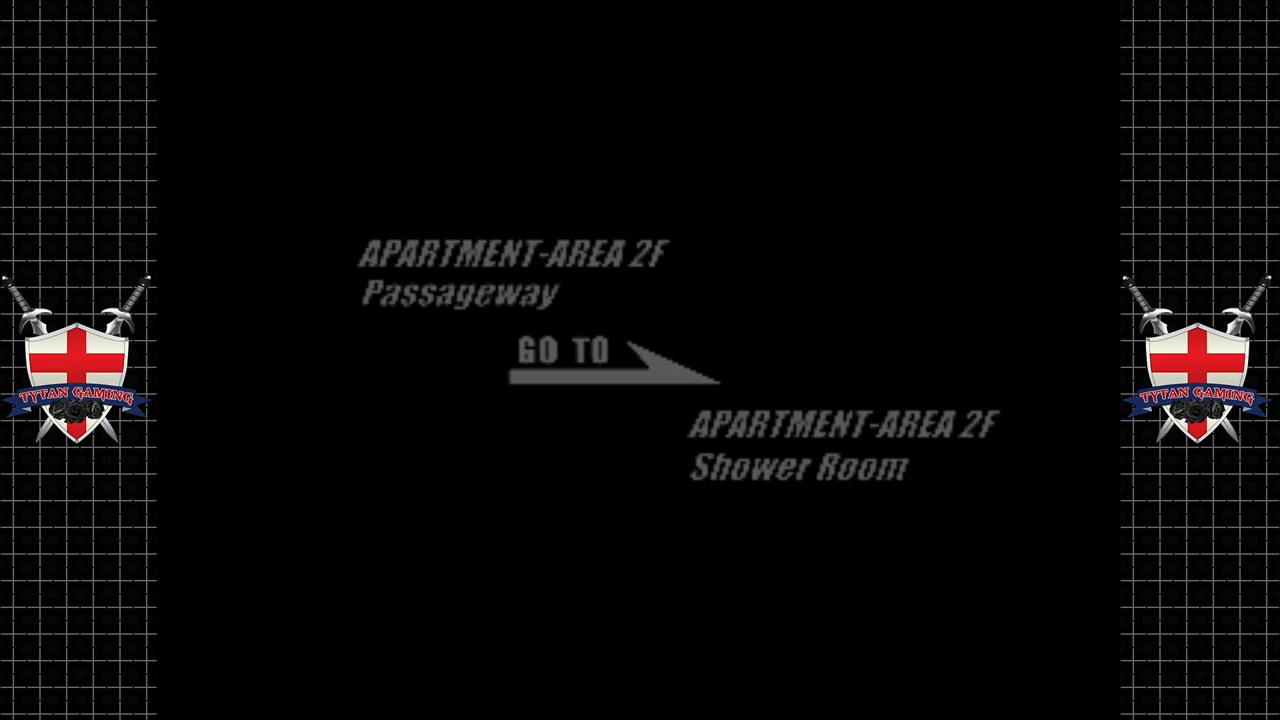 APARTMENT-AREA 2F
Passageway
GO TO
APARTMENT-AREA 2F
Shower Room
TYTAN GAMING
TYTAN GAMING